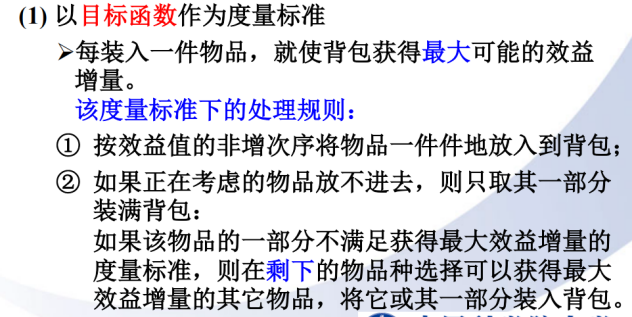 (1) 以目标函数作为度量标准
➢每装入一件物品，就使背包获得最大可能的效益
增量。
该度量标准下的处理规则：
① 按效益值的非增次序将物品一件件地放入到背包；
② 如果正在考虑的物品放不进去，则只取其一部分
装满背包：
如果该物品的一部分不满足获得最大效益增量的
度量标准，则在剩下的物品种选择可以获得最大
效益增量的其它物品，将它或其一部分装入背包。